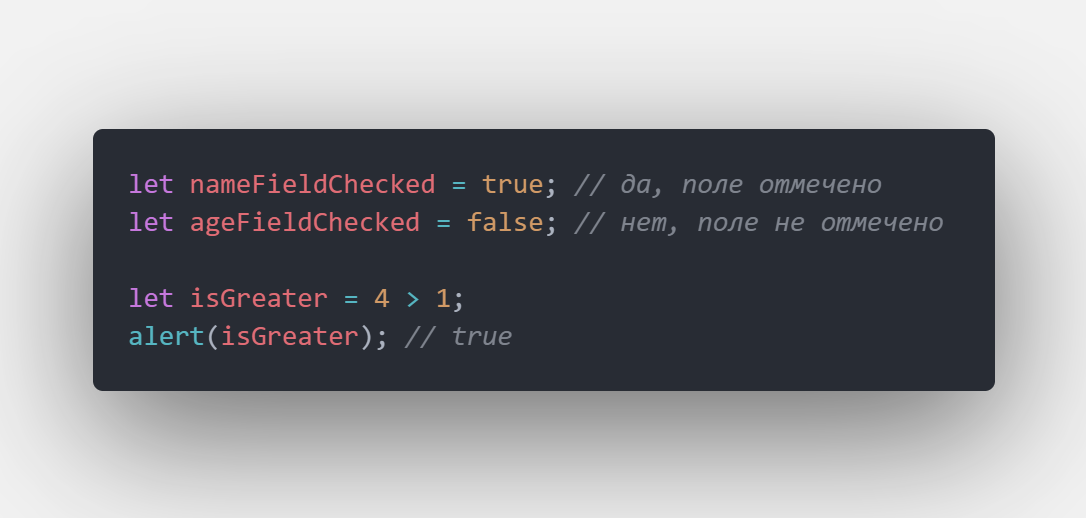 let nameFieldChecked = true; // да, поле отмечено
let ageFieldChecked = false; // нет, поле не отмечено
let isGreater = 4 > 1;
alert(isGreater); // true